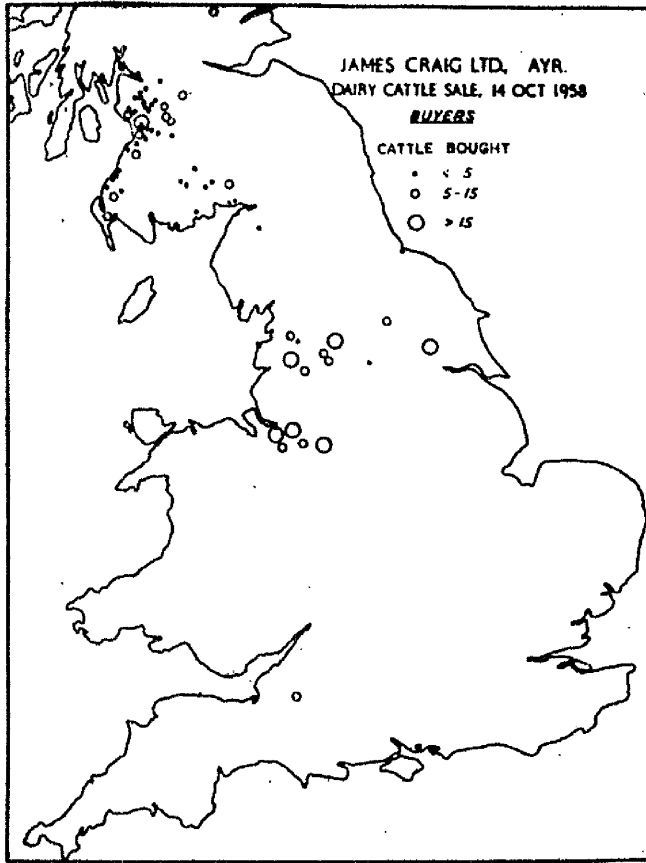 JAMES CRAIG LTD, AYR.
DAIRY CATTLE SALE, 14 OCT 1958
BUYERS
CATTLE BOUGHT
< 5
5-15
> 15